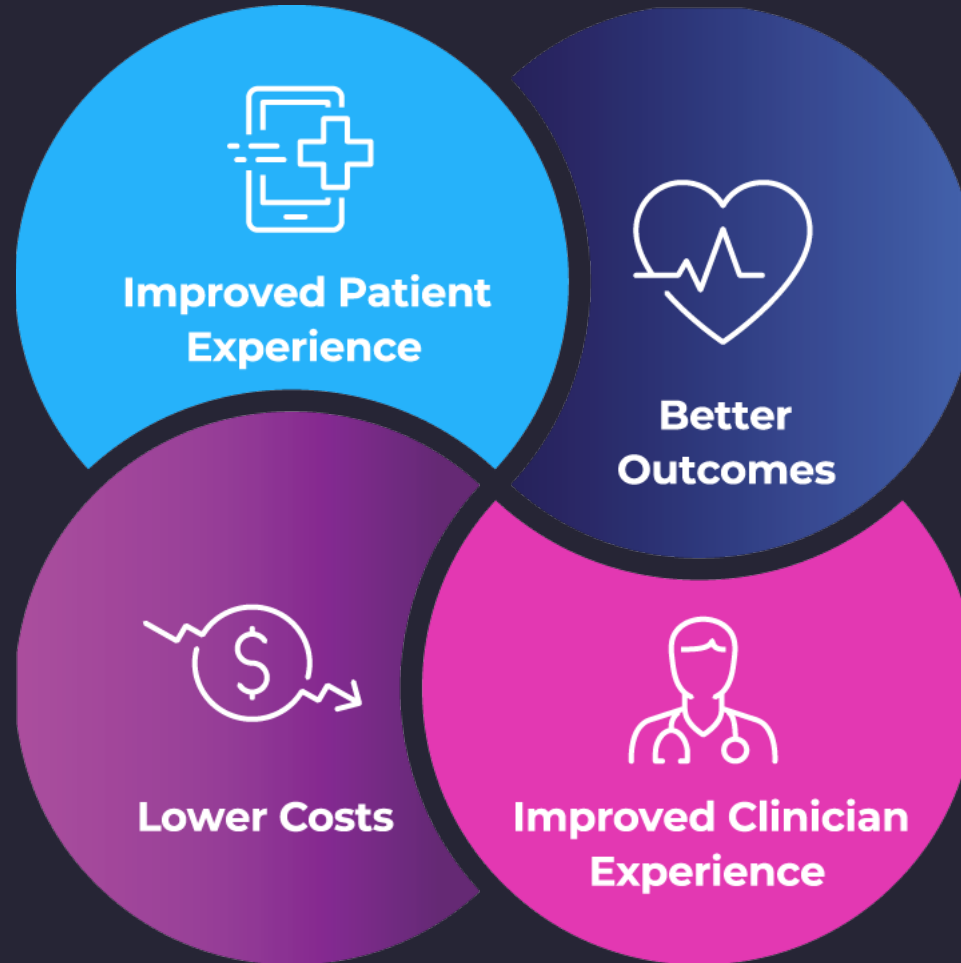 Improved Patient
Experience
Better
Outcomes
$
Lower Costs
Improved Clinician
Experience